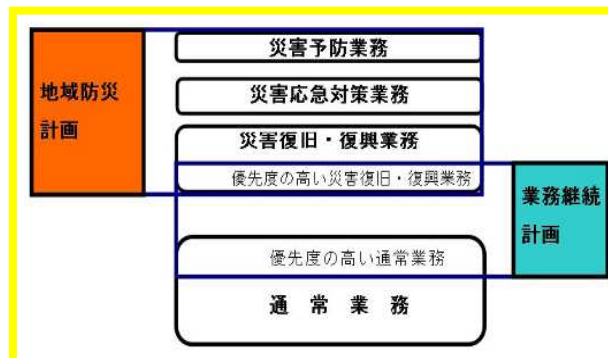 地域防災
計画
災害予防業務
災害応急対策業務
災害復旧・復興業務
優先度の高い災害復旧・復興業務
業務継続
計画
優先度の高い通常業務
通常業務